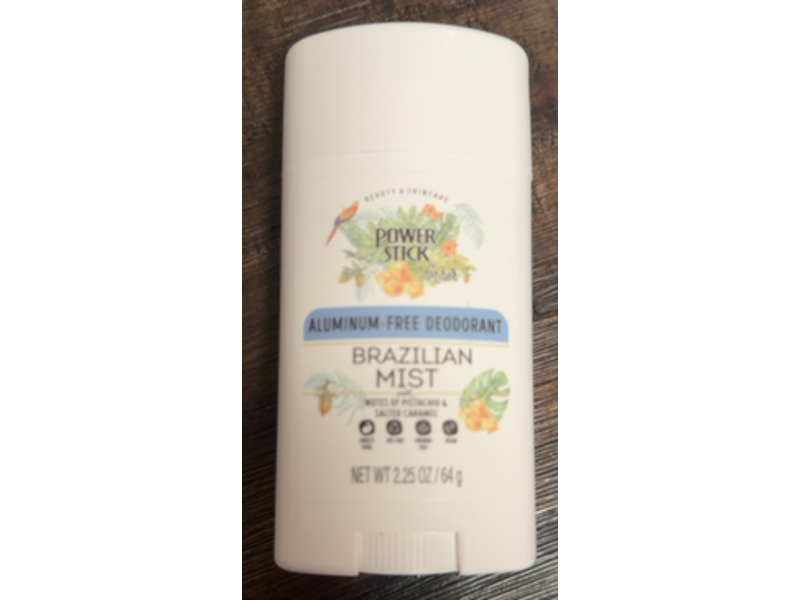 BEAUTY & SKINCARE
POWER
STICK
ALUMINUM-FREE DEODORANT
BRAZILIAN
MIST
NOTES OF PISTACHIO &
SALTED CARAMEL
NET WT 2.25 OZ / 64 g